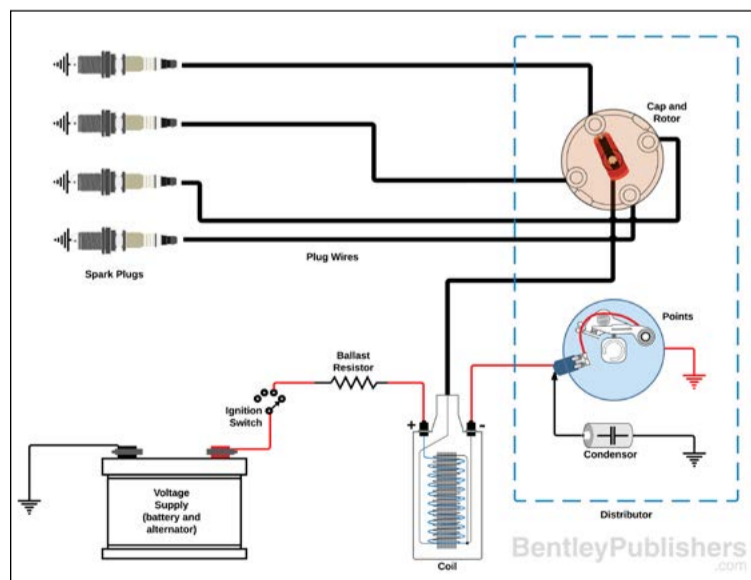 Cap and
Rotor
Spark Plugs
Plug Wires
Points
Ballast
Resistor
Ignition
Switch
+
-
Condensor
Voltage
Supply
(battery and
alternator)
Distributor
Coil
BentleyPublishers
.com